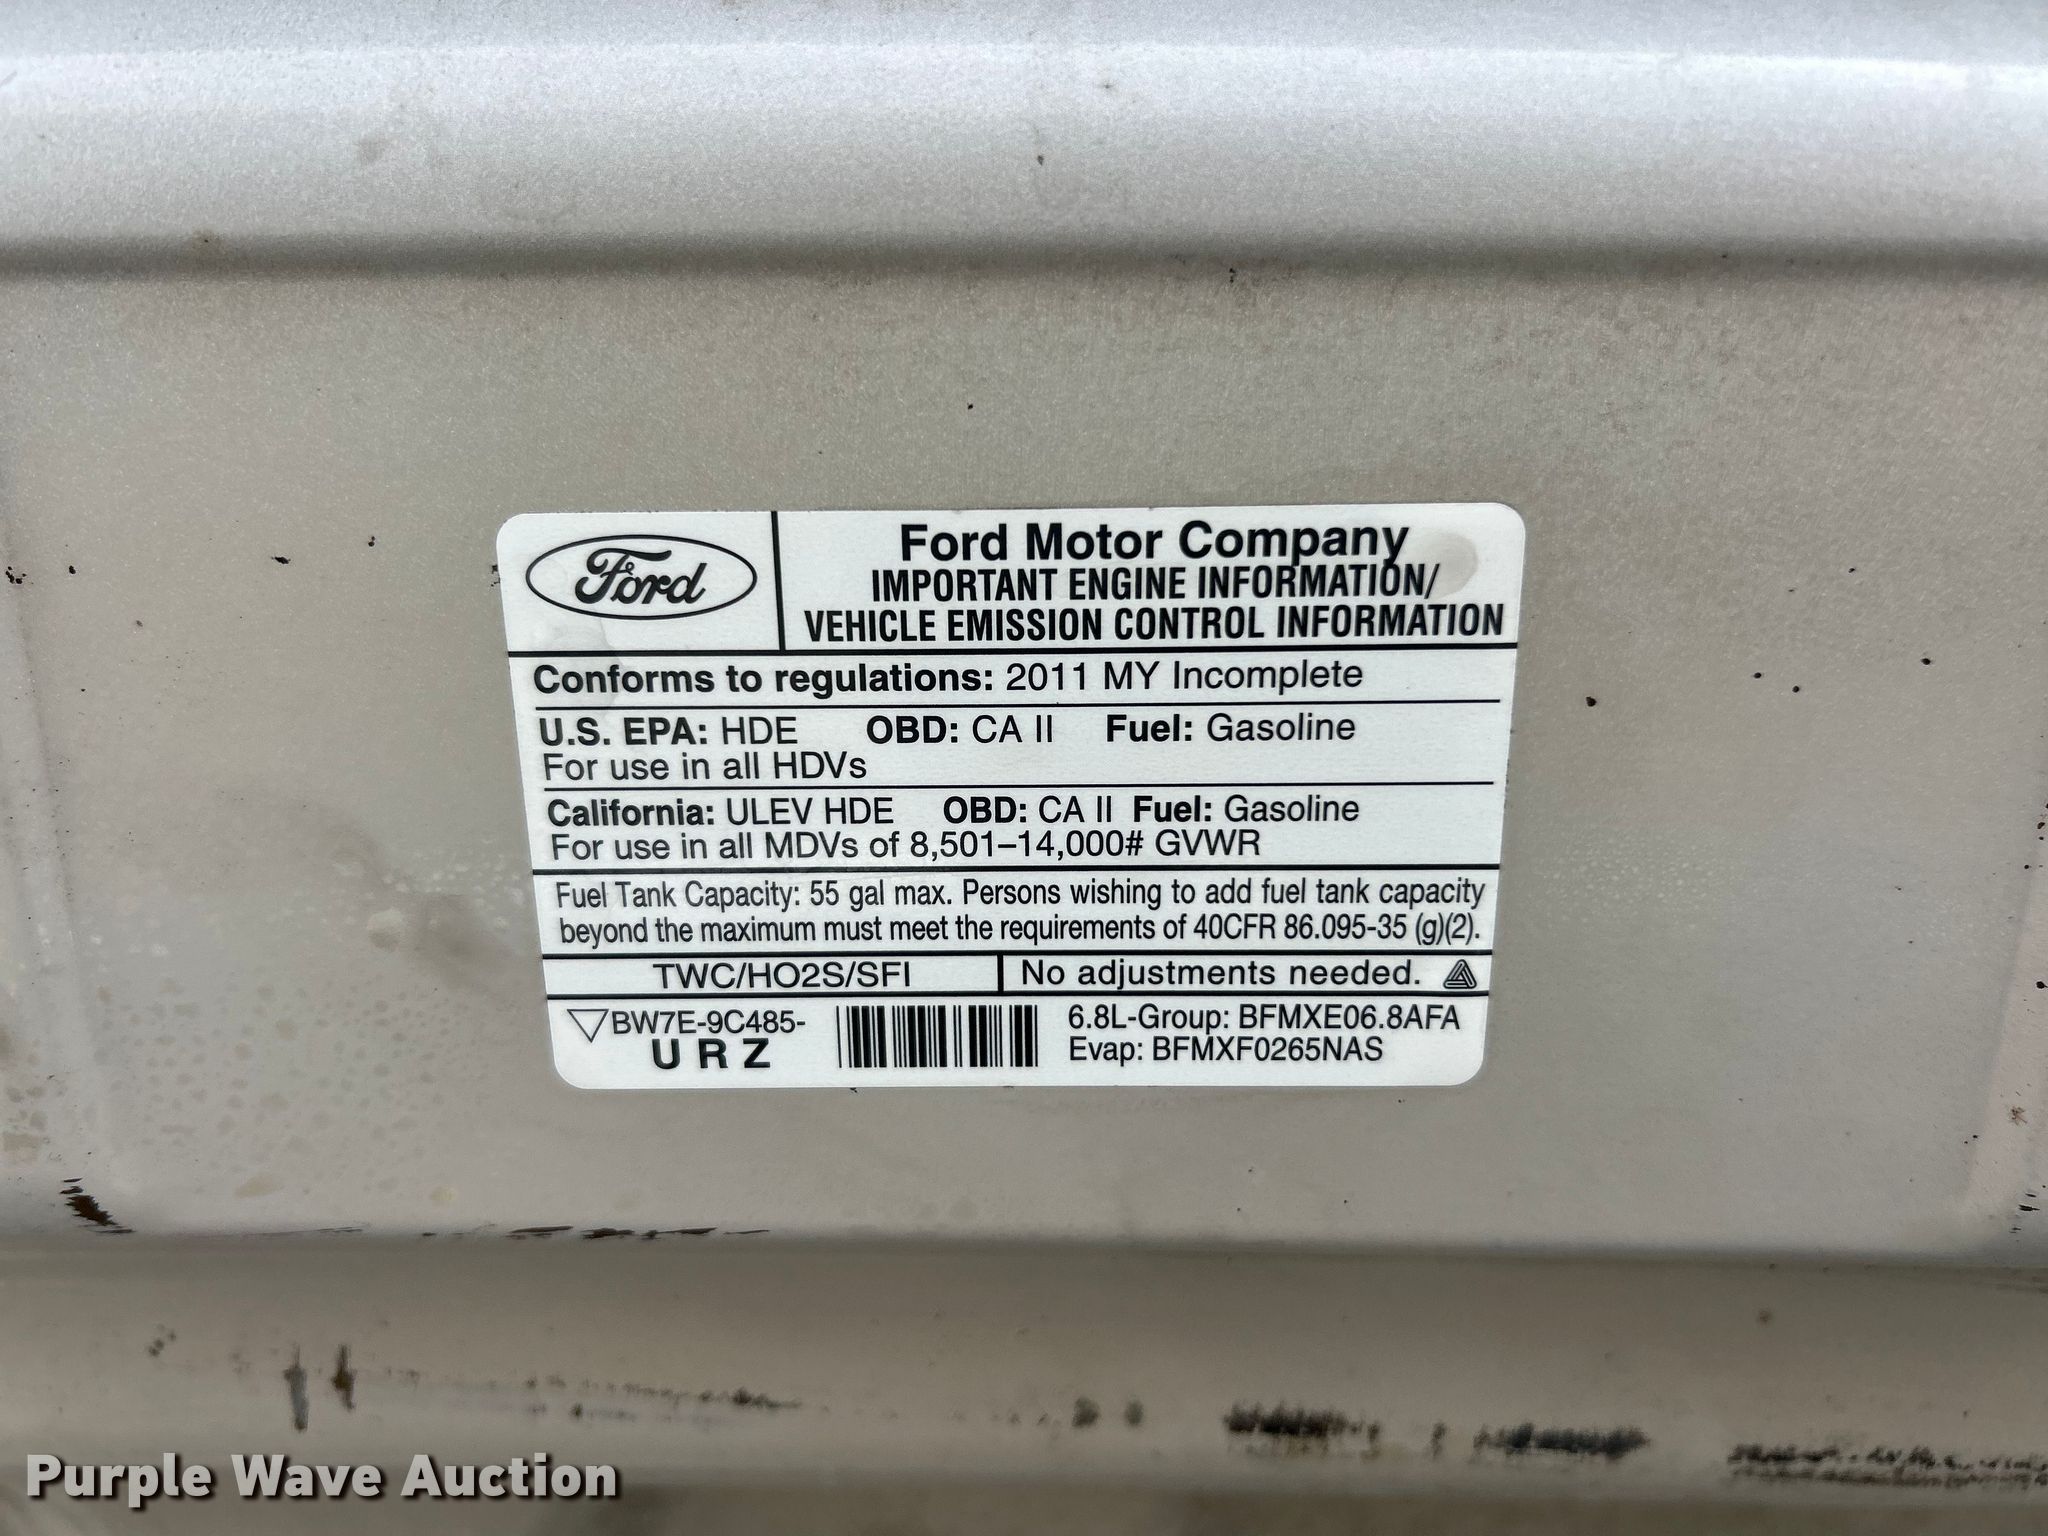 Ford
Ford Motor Company
IMPORTANT ENGINE INFORMATION/
VEHICLE EMISSION CONTROL INFORMATION
Conforms to regulations: 2011 MY Incomplete
U.S. EPA: HDE OBD: CA II Fuel: Gasoline
For use in all HDVs
California: ULEV HDE OBD: CA II Fuel: Gasoline
For use in all MDVs of 8,501–14,000# GVWR
Fuel Tank Capacity: 55 gal max. Persons wishing to add fuel tank capacity
beyond the maximum must meet the requirements of 40CFR 86.095-35 (g)(2).
TWC/HO2S/SFI No adjustments needed.
BW7E-9C485-
U R Z
6.8L-Group: BFMXE06.8AFA
Evap: BFMXF0265NAS
Purple Wave Auction